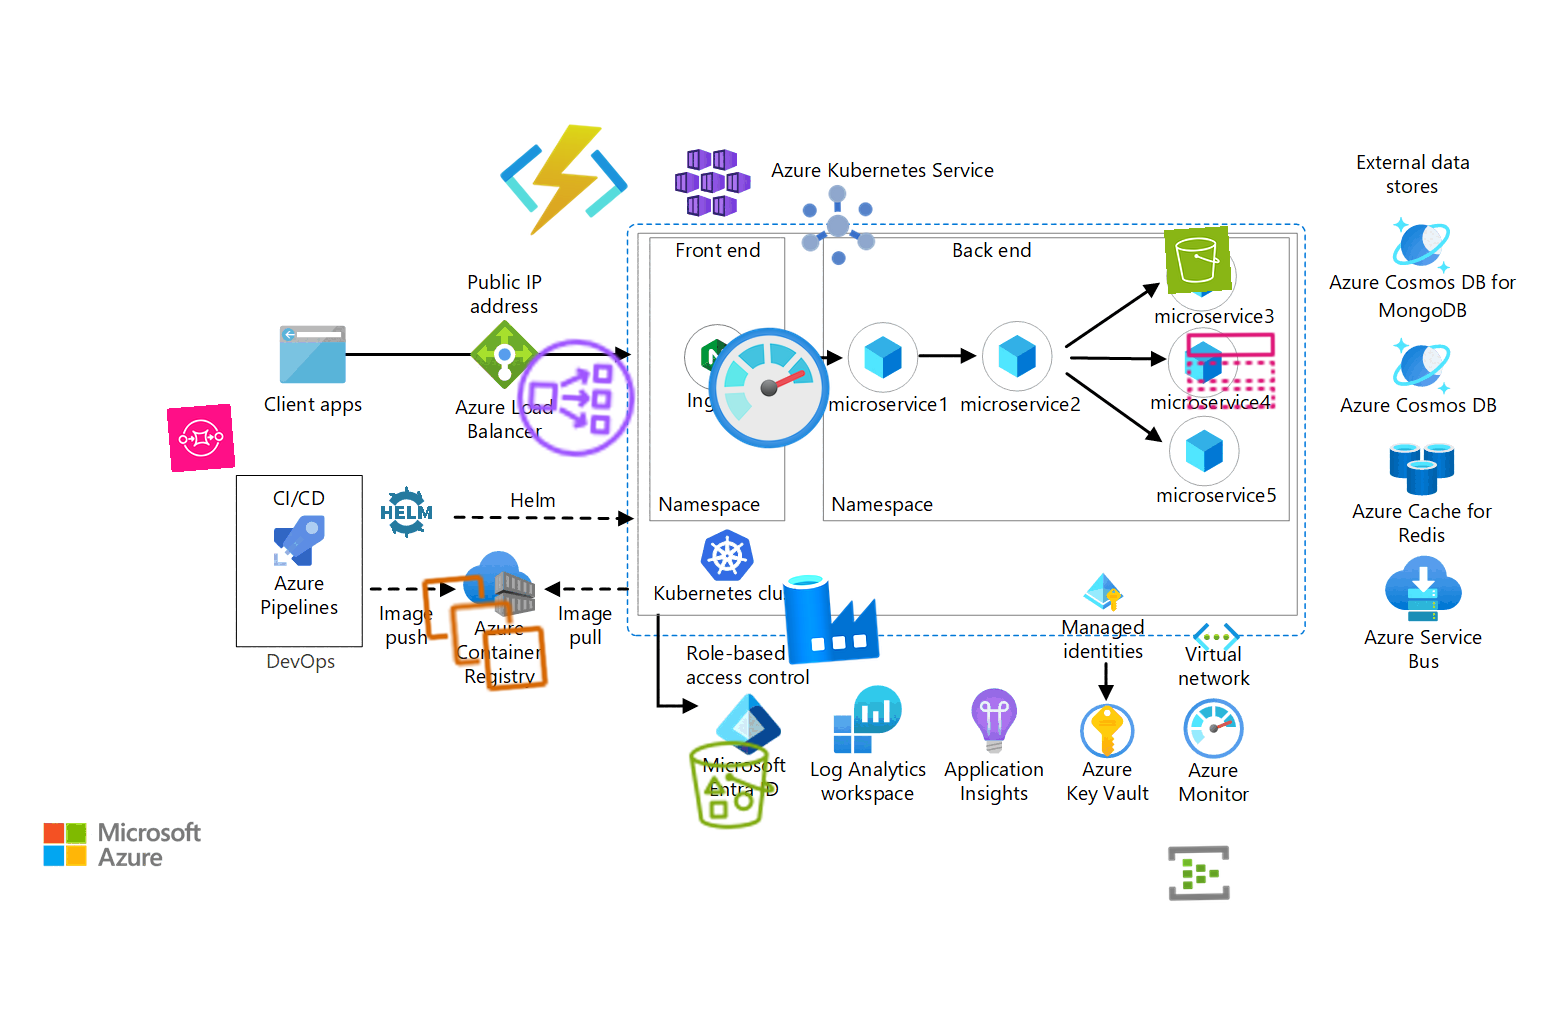 Azure Kubernetes Service
External data
stores
Front end
Back end
Public IP
address
Azure Cosmos DB for
MongoDB
microservice3
Client apps
Azure Load
Balancer
microservice1
microservice2
microservice4
Azure Cosmos DB
CI/CD
HELM
Helm
Namespace
Namespace
microservice5
Azure Cache for
Redis
Azure
Pipelines
Image
push
Azure
Container
Registry
Image
pull
Kubernetes
Managed
identities
Virtual
network
Azure Service
Bus
DevOps
Role-based
access control
Microsoft
Entra
Log Analytics
workspace
Application
Insights
Azure
Key Vault
Azure
Monitor
Microsoft
Azure